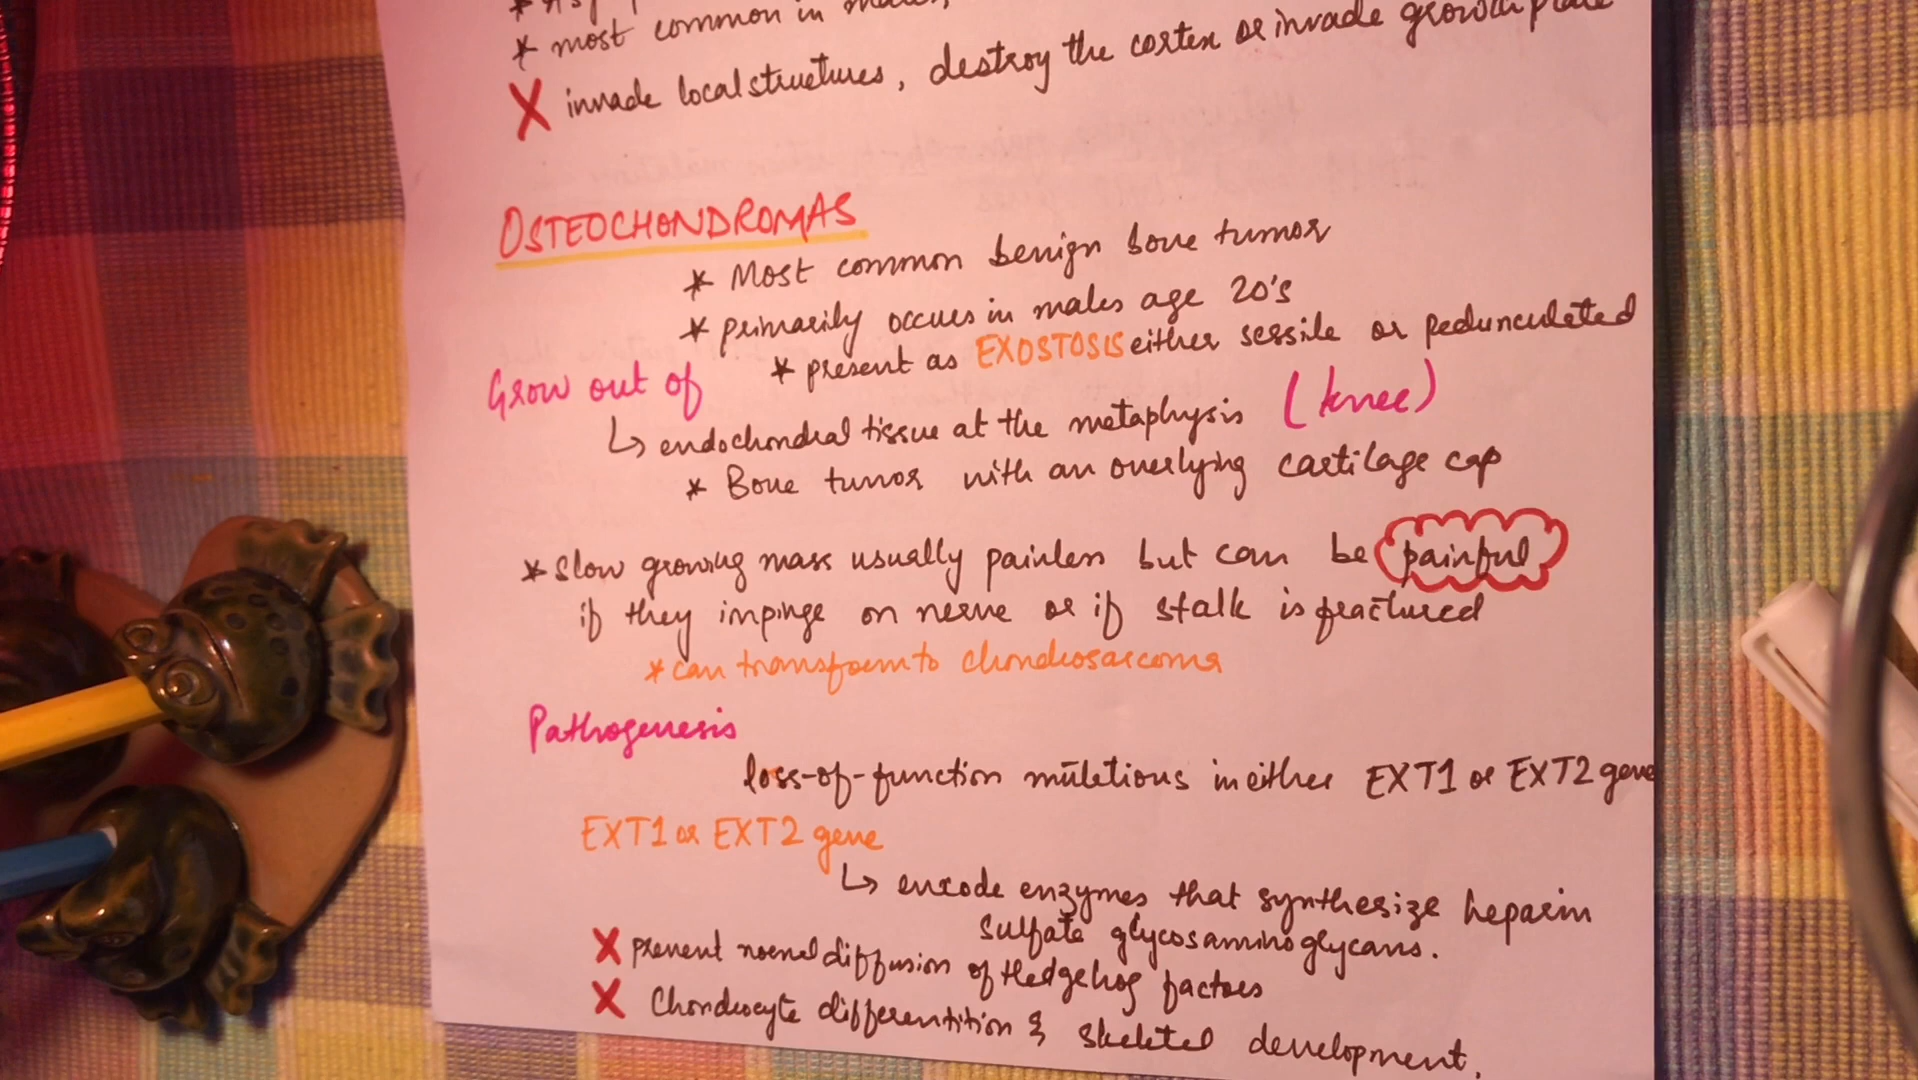 * most common in
X invade local structures, destroy the cortex or invade growth plate
OSTEOCHONDROMAS
* Most common benign bone tumor
* primarily occurs in males age 20's
* present as EXOSTOSIS either sessile or pedunculated
Grow out of
↳ endochondral tissue at the metaphysis (knee)
* Bone tumor with an overlying cartilage cap
* Slow growing mass usually painless but can be painful
if they impinge on nerve or if stalk is fractured
* can transform to chondrosarcoma
Pathogenesis
loss-of-function mutetions in either EXT1 or EXT2 gene
EXT1 or EXT2 gene
↳ encode enzymes that synthesize heparin
sulfate glycosaminoglycans.
X prevent normal diffusion of Hedgehog factors
X Chondrocyte differentition & skeletal development.